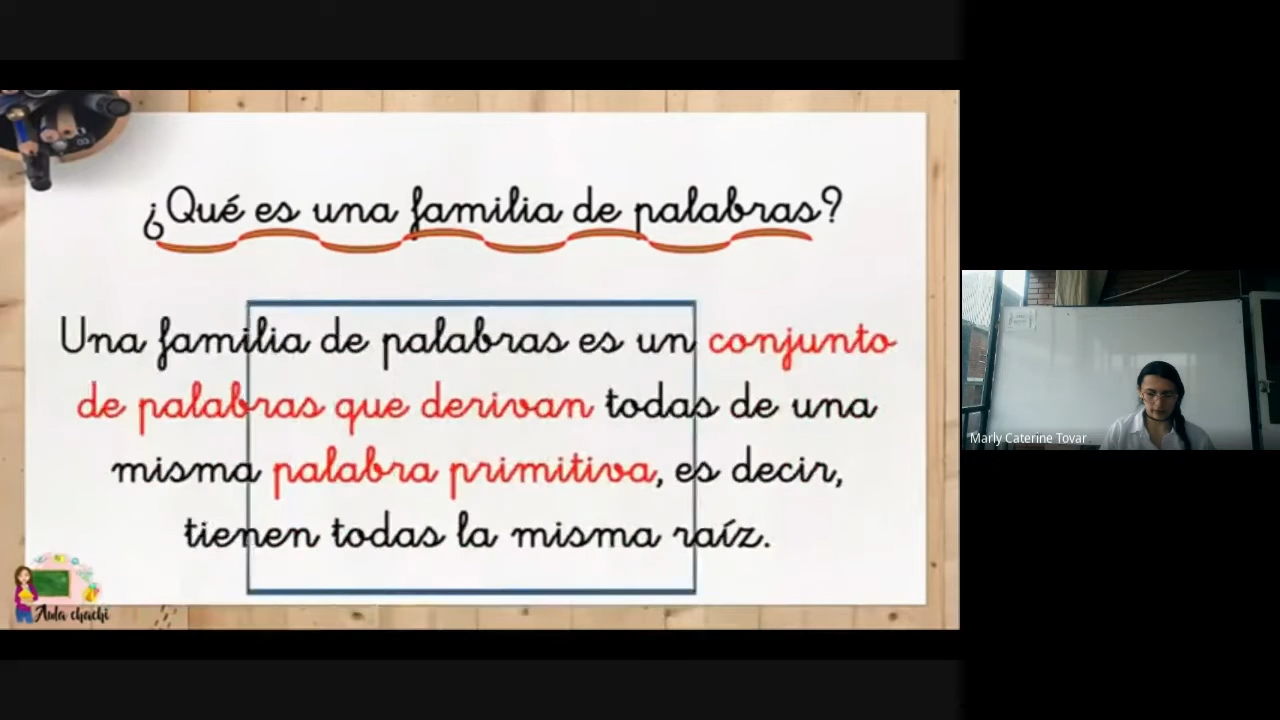 ¿Qué es una familia de palabras?
Una familia de palabras es un conjunto
de palabras que derivan todas de una
misma palabra primitiva, es decir,
tienen todas la misma raíz.
Aula chachi
Marly Caterine Tovar